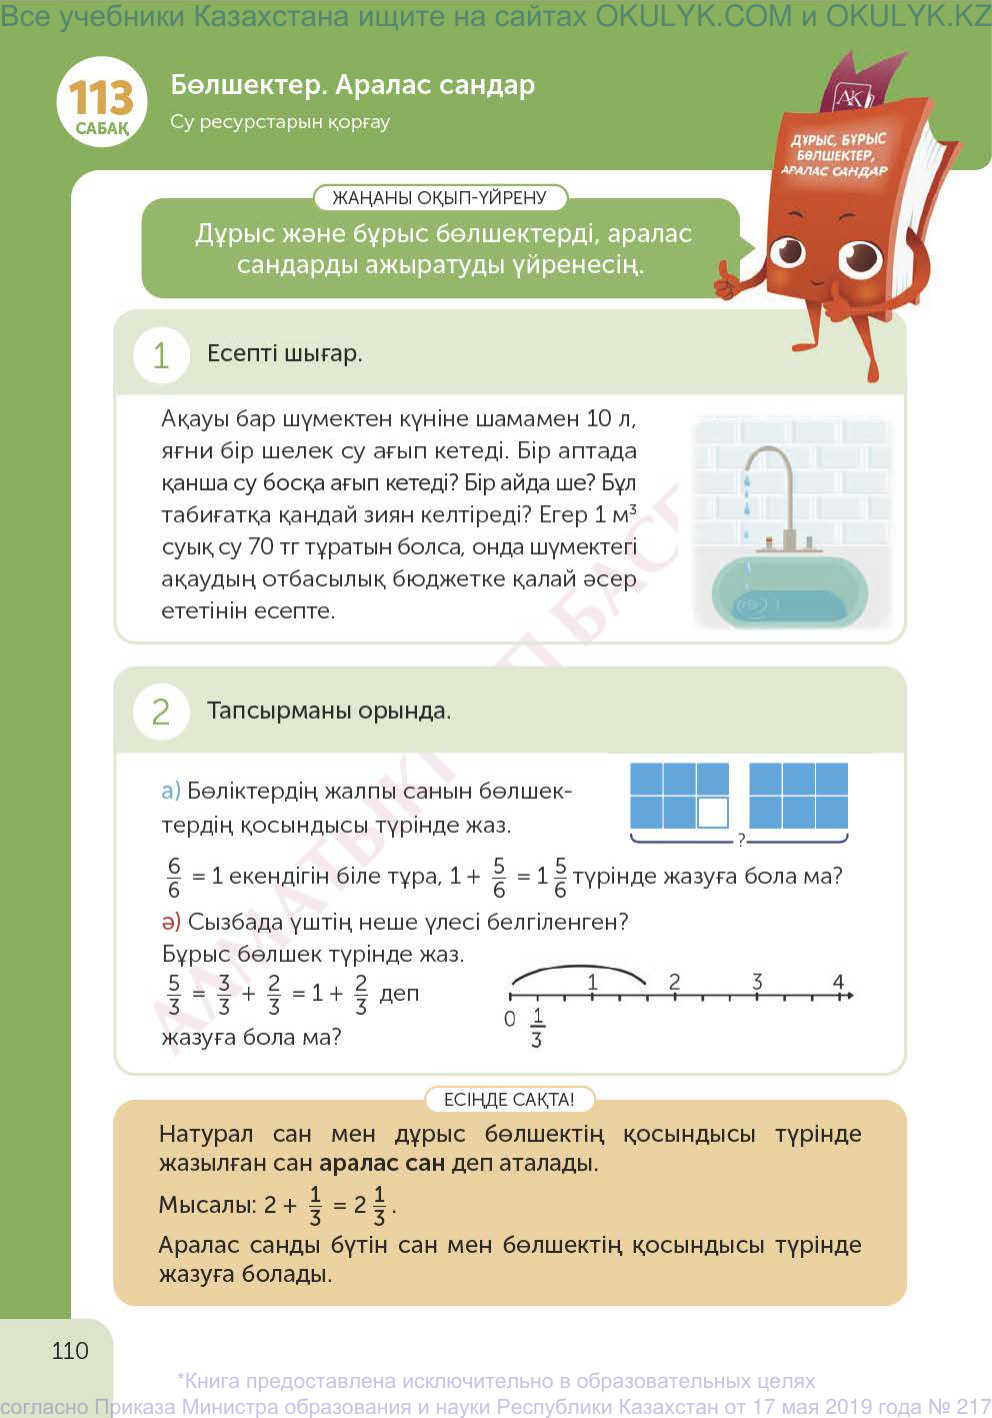 Все учебники Казахстана ищите на сайтах OKULYK.COM и OKULYK.KZ
113
САБАҚ
Бөлшектер. Аралас сандар
Су ресурстарын қорғау
АҚ
ДҰРЫС, БҰРЫС
БӨЛШЕКТЕР,
АРАЛАС САНДАР
ЖАҢАНЫ ОҚЫП-ҮЙРЕНУ
Дұрыс және бұрыс бөлшектерді, аралас
сандарды ажыратуды үйренесің.
1 Есепті шығар.
Ақауы бар шүмектен күніне шамамен 10 л,
яғни бір шелек су ағып кетеді. Бір аптада
қанша су босқа ағып кетеді? Бір айда ше? Бұл
табиғатқа қандай зиян келтіреді? Егер 1 м³
суық су 70 тг тұратын болса, онда шүмектегі
ақаудың отбасылық бюджетке қалай әсер
ететінін есепте.
2 Тапсырманы орында.
а) Бөліктердің жалпы санын бөлшек-
тердің қосындысы түрінде жаз.
?
6/6 = 1 екендігін біле тұра, 1 + 5/6 = 1 5/6 түрінде жазуға бола ма?
ә) Сызбада үштің неше үлесі белгіленген?
Бұрыс бөлшек түрінде жаз.
5/3 = 3/3 + 2/3 = 1 + 2/3 деп
жазуға бола ма?
1 2 3 4
0 1/3
ЕСІҢДЕ САҚТА!
Натурал сан мен дұрыс бөлшектің қосындысы түрінде
жазылған сан аралас сан деп аталады.
Мысалы: 2 + 1/3 = 2 1/3.
Аралас санды бүтін сан мен бөлшектің қосындысы түрінде
жазуға болады.
110
*Книга предоставлена исключительно в образовательных целях
согласно Приказа Министра образования и науки Республики Казахстан от 17 мая 2019 года № 217